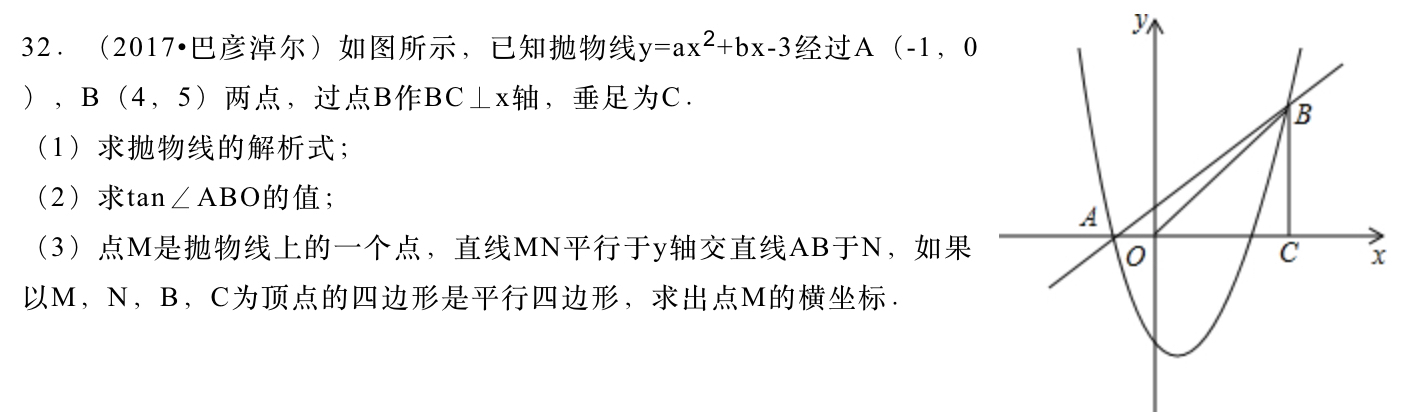 32．（2017•巴彦淖尔）如图所示，已知抛物线y=ax²+bx-3经过A（-1，0
），B（4，5）两点，过点B作BC⊥x轴，垂足为C．
（1）求抛物线的解析式；
（2）求tan∠ABO的值；
（3）点M是抛物线上的一个点，直线MN平行于y轴交直线AB于N，如果
以M，N，B，C为顶点的四边形是平行四边形，求出点M的横坐标．
y
B
A
O
C
x